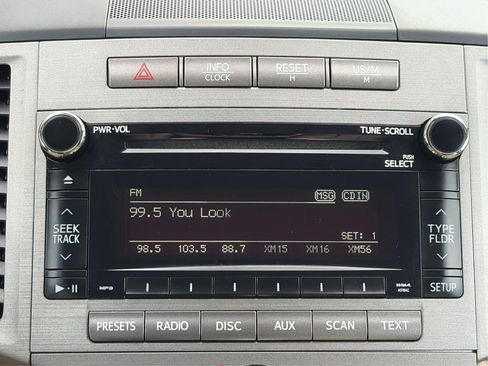 INFO RESET US/M
CLOCK H M
PWR•VOL TUNE•SCROLL
PUSH
SELECT
FM MSG CD IN
99.5 You Look
SEEK TRACK
TYPE FLDR
SET: 1
98.5 103.5 88.7 XM15 XM16 XM56
MP3 WMA
SETUP
PRESETS RADIO DISC AUX SCAN TEXT